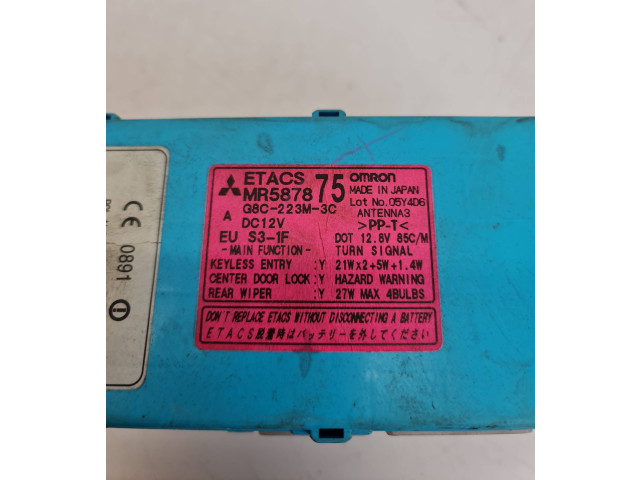 ETACS 75 OMRON
MR5878 MADE IN JAPAN
G8C-223M-3C Lot No.05Y4D6
A DC12V ANTENNA3
EU S3-1F >PP-T<
-MAIN FUNCTION- DOT 12.8V 85C/M
TURN SIGNAL
KEYLESS ENTRY :Y 21W×2+5W+1.4W
CENTER DOOR LOCK:Y HAZARD WARNING
REAR WIPER :Y 27W MAX 4BULBS
DON'T REPLACE ETACS WITHOUT DISCONNECTING A BATTERY
ETACS脱着時はバッテリーを外してください
CE 0891